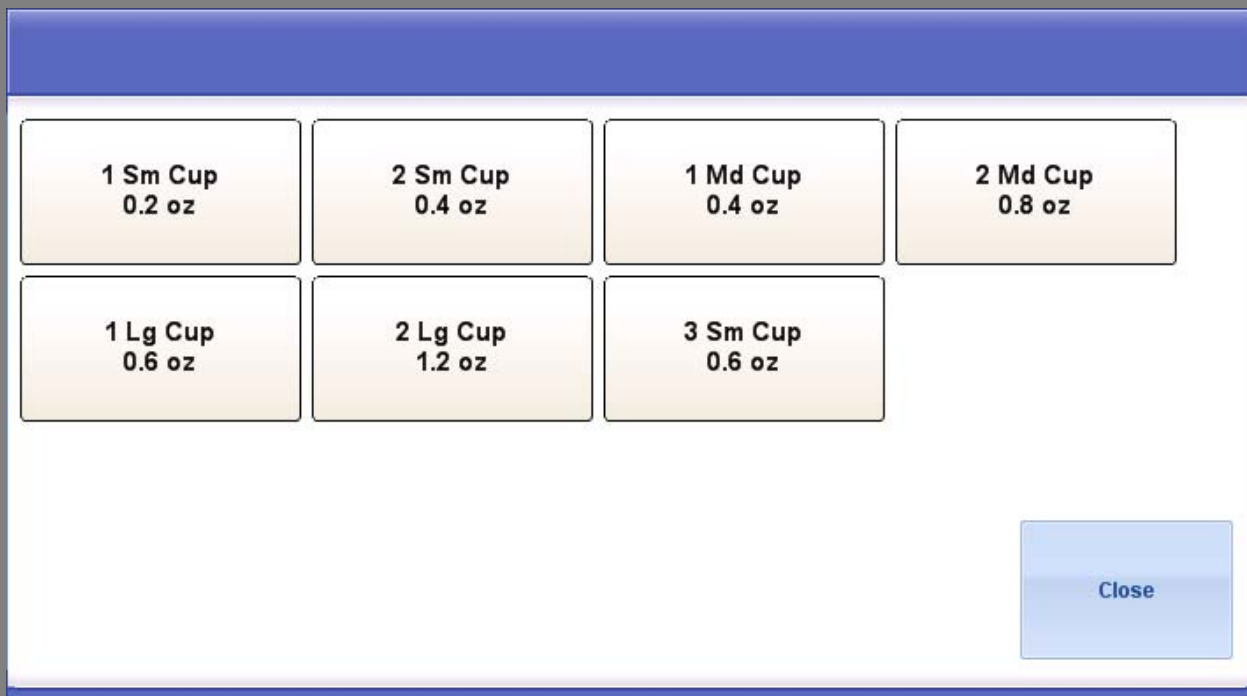 1 Sm Cup
0.2 oz
2 Sm Cup
0.4 oz
1 Md Cup
0.4 oz
2 Md Cup
0.8 oz
1 Lg Cup
0.6 oz
2 Lg Cup
1.2 oz
3 Sm Cup
0.6 oz
Close